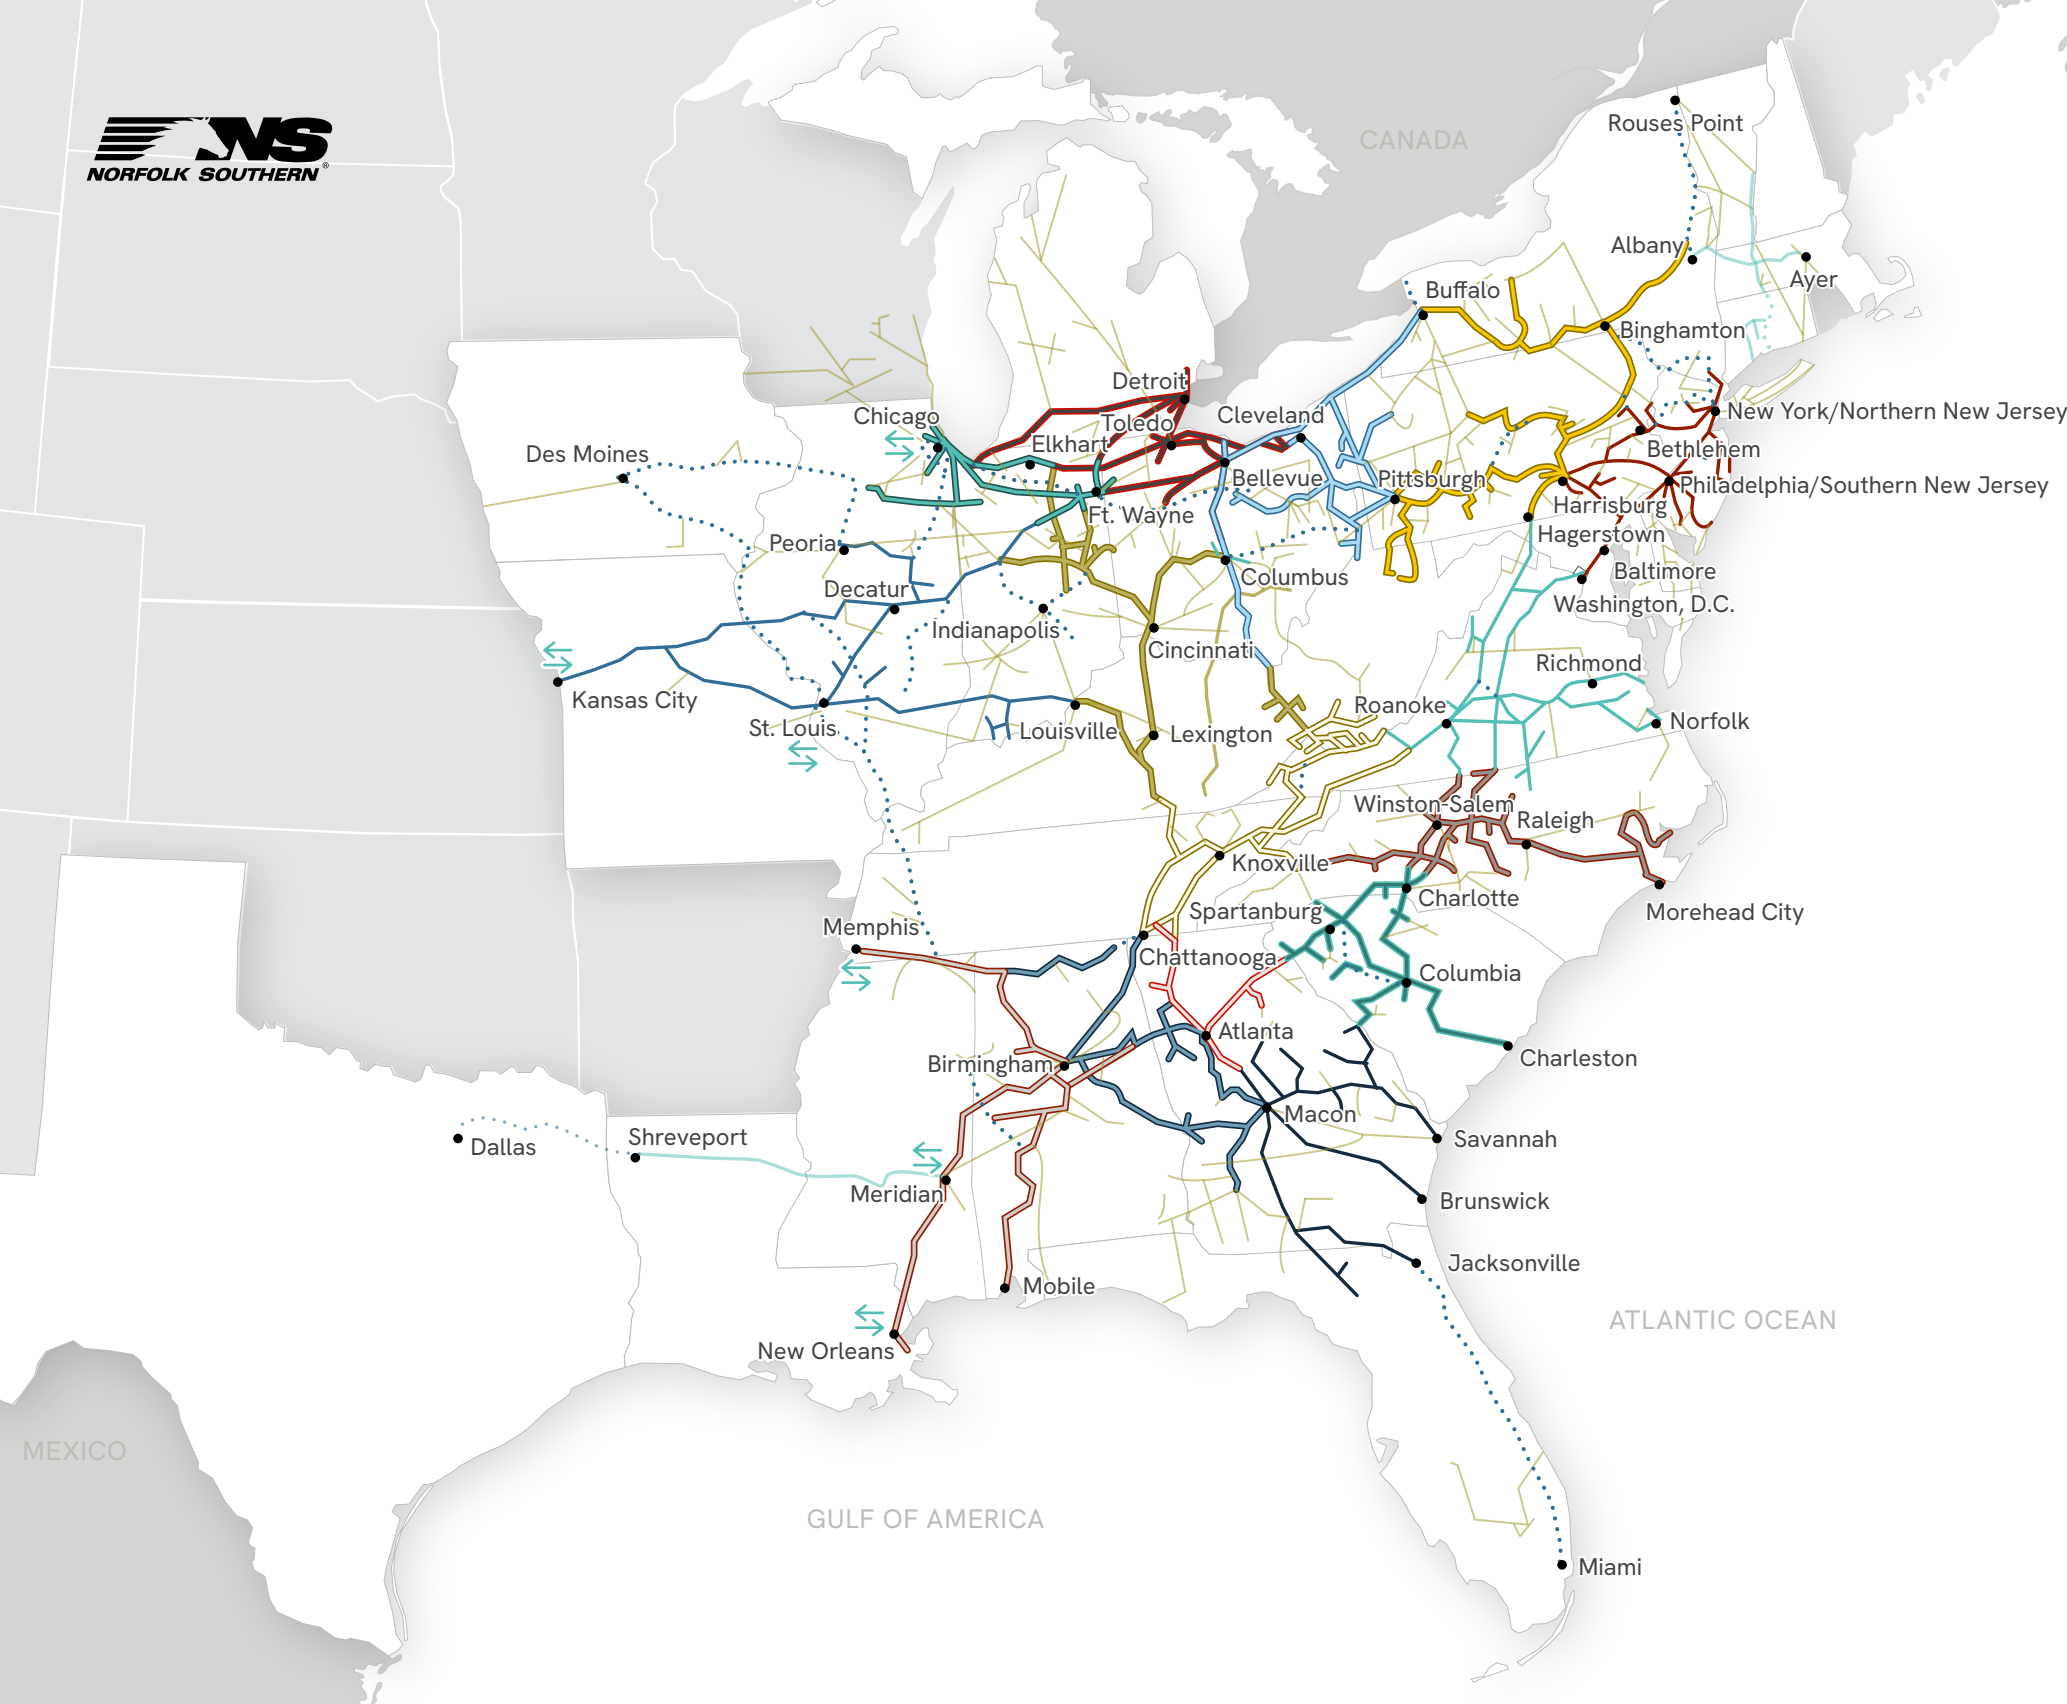 NS
NORFOLK SOUTHERN®
CANADA
Rouses Point
Albany
Ayer
Buffalo
Binghamton
Detroit
Chicago
Toledo
Cleveland
New York/Northern New Jersey
Elkhart
Des Moines
Bethlehem
Bellevue
Pittsburgh
Philadelphia/Southern New Jersey
Ft. Wayne
Harrisburg
Hagerstown
Peoria
Columbus
Baltimore
Decatur
Washington, D.C.
Indianapolis
Cincinnati
Richmond
Kansas City
Roanoke
St. Louis
Louisville
Lexington
Norfolk
Winston-Salem
Raleigh
Knoxville
Charlotte
Spartanburg
Morehead City
Memphis
Chattanooga
Columbia
Atlanta
Birmingham
Charleston
Macon
Dallas
Shreveport
Savannah
Meridian
Brunswick
Jacksonville
Mobile
ATLANTIC OCEAN
New Orleans
MEXICO
GULF OF AMERICA
Miami